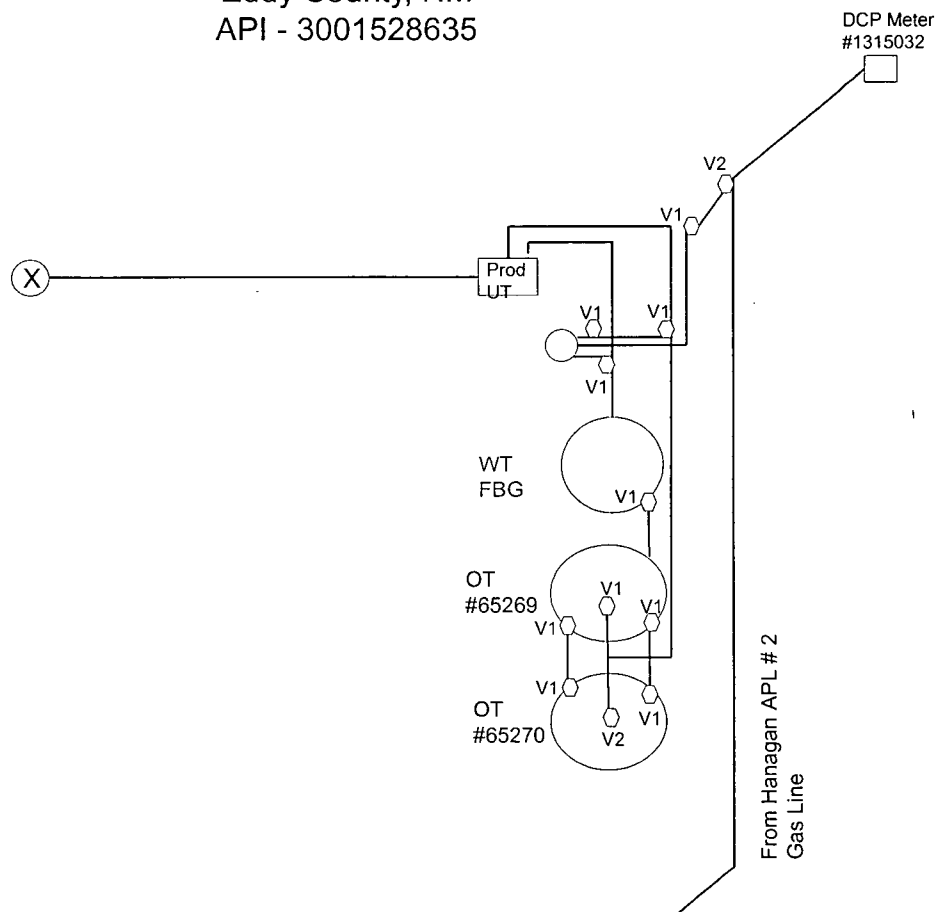 Eddy County, NM
API - 3001528635
DCP Meter
#1315032
V2
V1
X
Prod
UT
V1
V1
V1
WT
FBG
V1
OT
#65269
V1
V1
V1
V1
V1
OT
#65270
V2
From Hanagan APL # 2
Gas Line